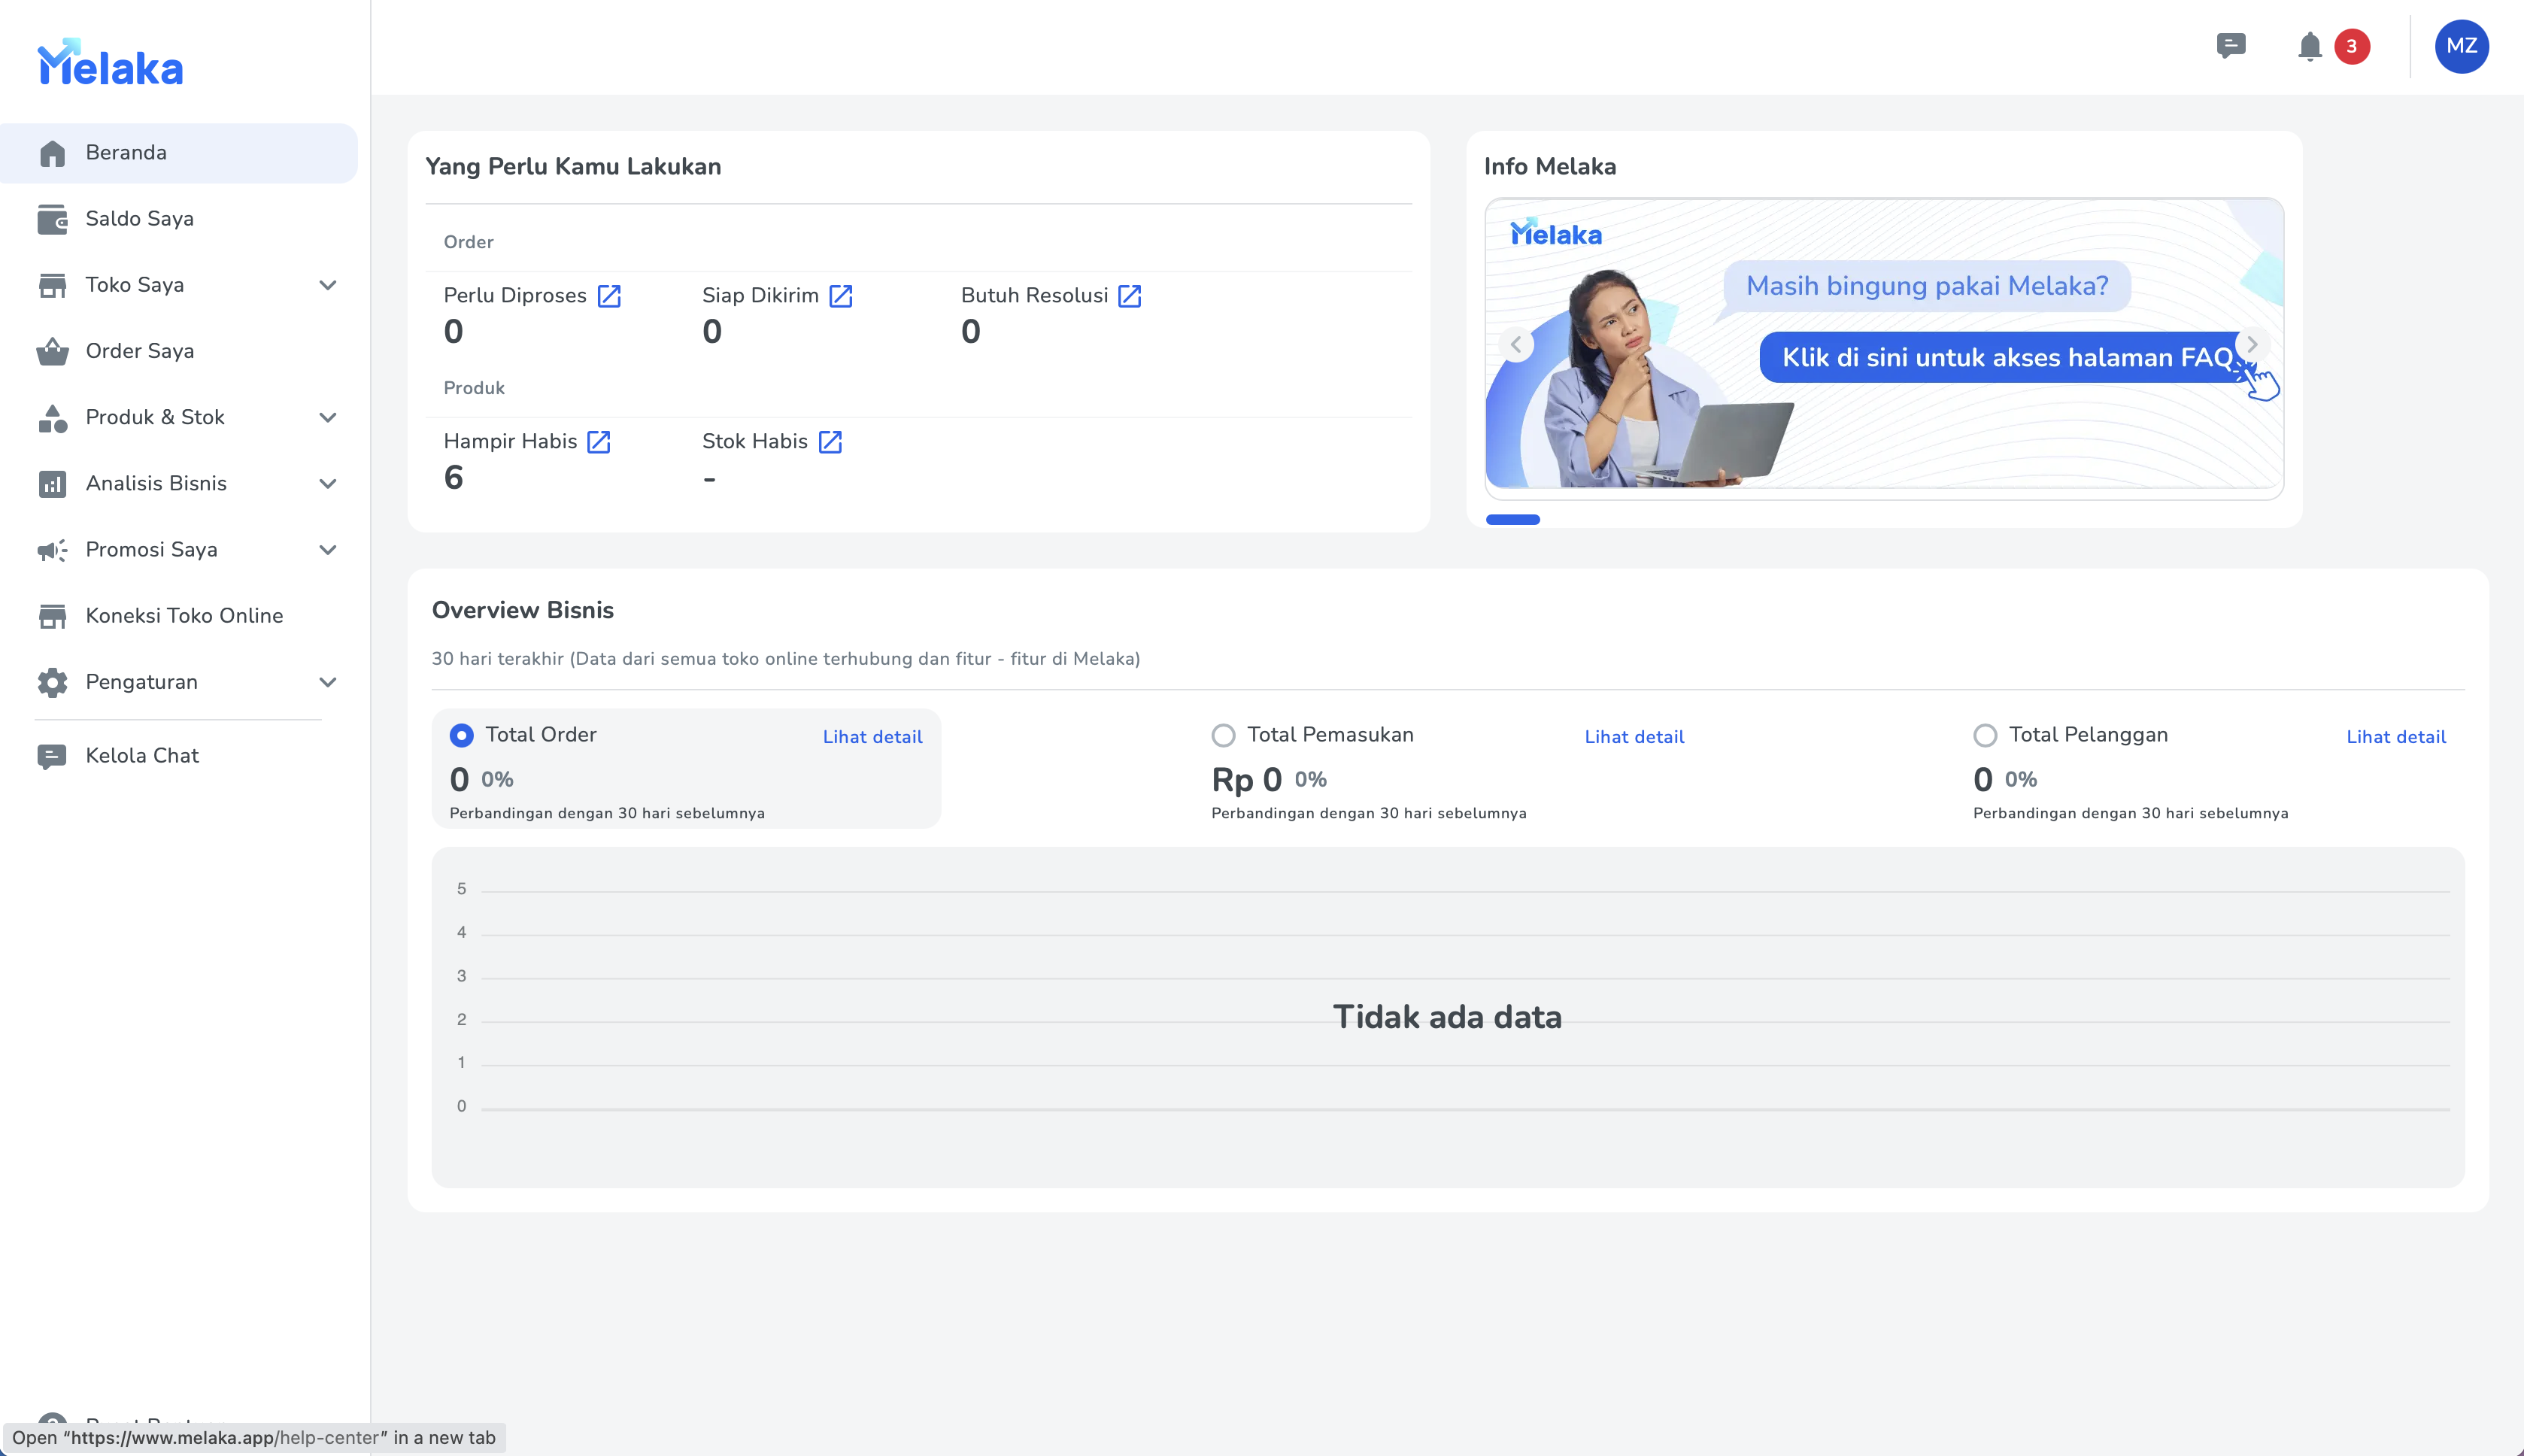 Melaka
Beranda
Saldo Saya
Toko Saya
Order Saya
Produk & Stok
Analisis Bisnis
Promosi Saya
Koneksi Toko Online
Pengaturan
Kelola Chat
Open “https://www.melaka.app/help-center” in a new tab
3
MZ
Yang Perlu Kamu Lakukan
Order
Perlu Diproses Siap Dikirim Butuh Resolusi
0 0 0
Produk
Hampir Habis Stok Habis
6 -
Info Melaka
Melaka
Masih bingung pakai Melaka?
Klik di sini untuk akses halaman FAQ
Overview Bisnis
30 hari terakhir (Data dari semua toko online terhubung dan fitur - fitur di Melaka)
Total Order Lihat detail
0 0%
Perbandingan dengan 30 hari sebelumnya
Total Pemasukan Lihat detail
Rp 0 0%
Perbandingan dengan 30 hari sebelumnya
Total Pelanggan Lihat detail
0 0%
Perbandingan dengan 30 hari sebelumnya
5
4
3
2
1
0
Tidak ada data